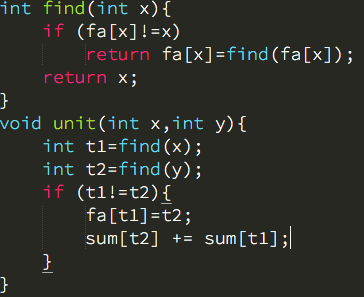 int find(int x){
    if (fa[x]!=x)
        return fa[x]=find(fa[x]);
    return x;
}
void unit(int x,int y){
    int t1=find(x);
    int t2=find(y);
    if (t1!=t2){
        fa[t1]=t2;
        sum[t2] += sum[t1];
    }
}